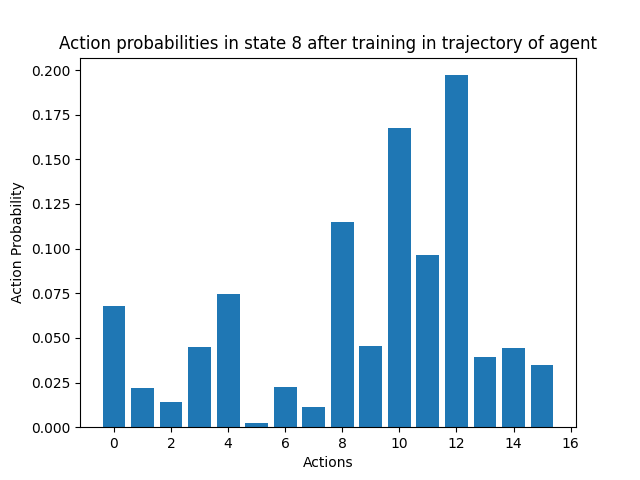 Action probabilities in state 8 after training in trajectory of agent
0.200
0.175
0.150
0.125
0.100
0.075
0.050
0.025
0.000
Action Probability
0 2 4 6 8 10 12 14 16
Actions